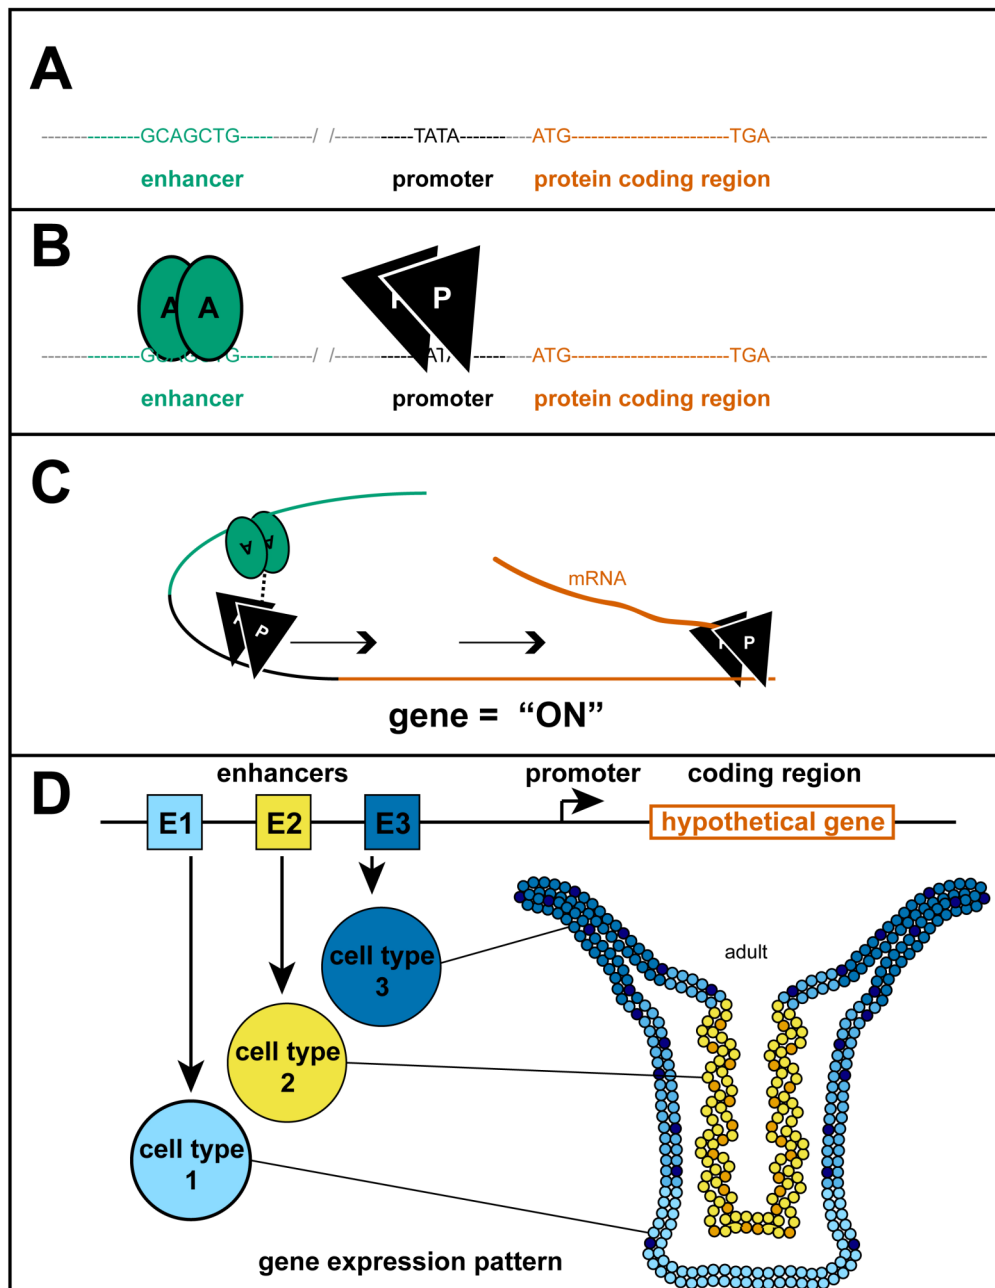 A
--------GCAGCTG-----------/ /------------TATA------------ATG------------------------TGA----------------------------------
enhancer promoter protein coding region
B
A A P
ATG------------------------TGA
enhancer promoter protein coding region
C
A A
mRNA
P P
gene = “ON”
D
enhancers promoter coding region
E1 E2 E3 hypothetical gene
adult
cell type
3
cell type
2
cell type
1
gene expression pattern